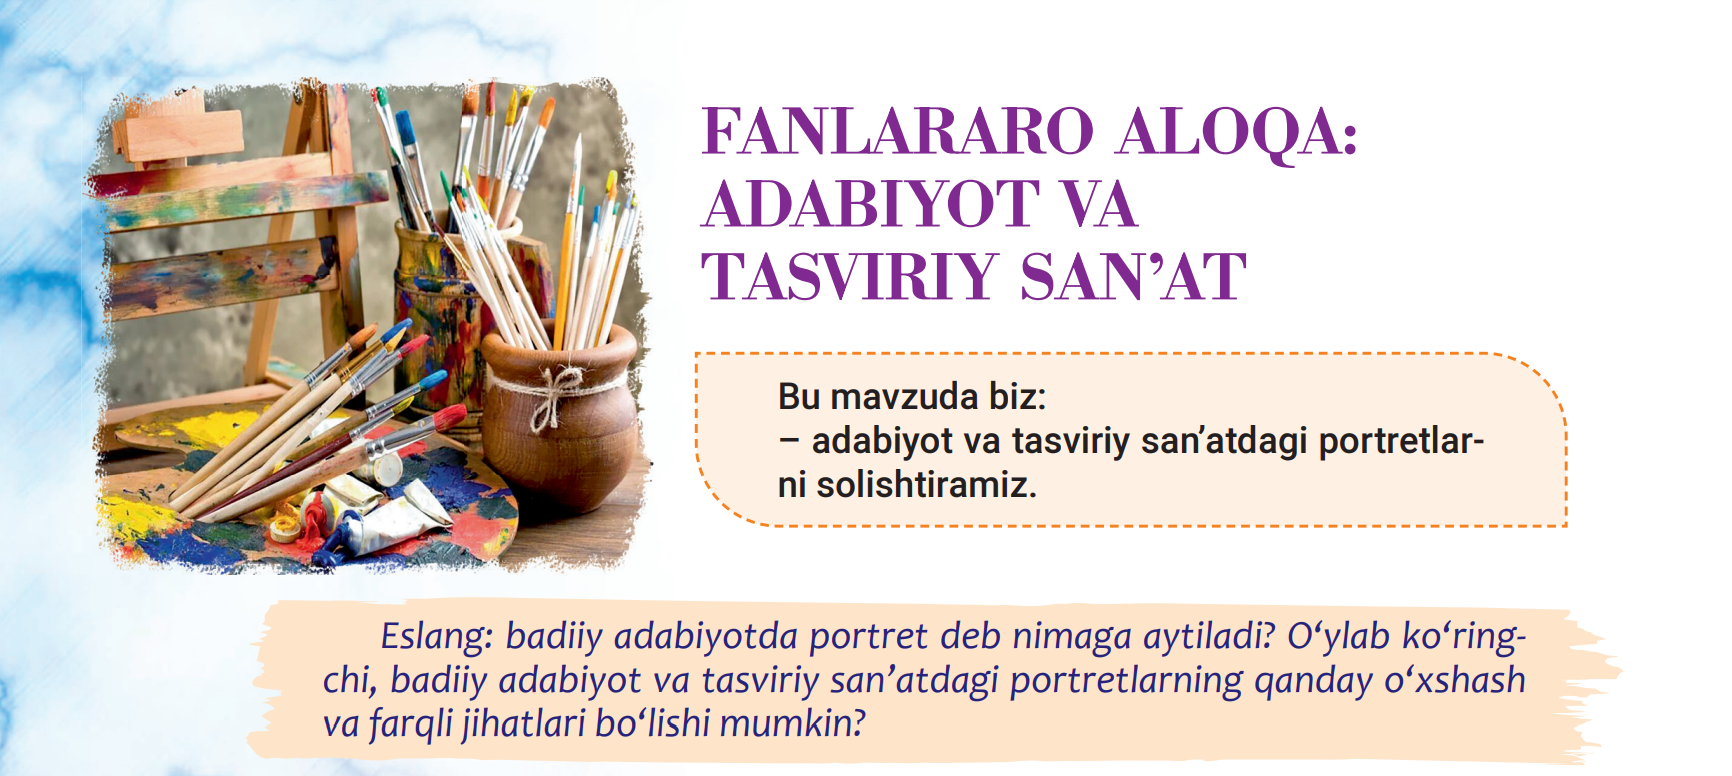 FANLARARO ALOQA:
ADABIYOT VA
TASVIRIY SAN’AT
Bu mavzuda biz:
– adabiyot va tasviriy san’atdagi portretlar-
ni solishtiramiz.
Eslang: badiiy adabiyotda portret deb nimaga aytiladi? O‘ylab ko‘ring-
chi, badiiy adabiyot va tasviriy san’atdagi portretlarning qanday o‘xshash
va farqli jihatlari bo‘lishi mumkin?